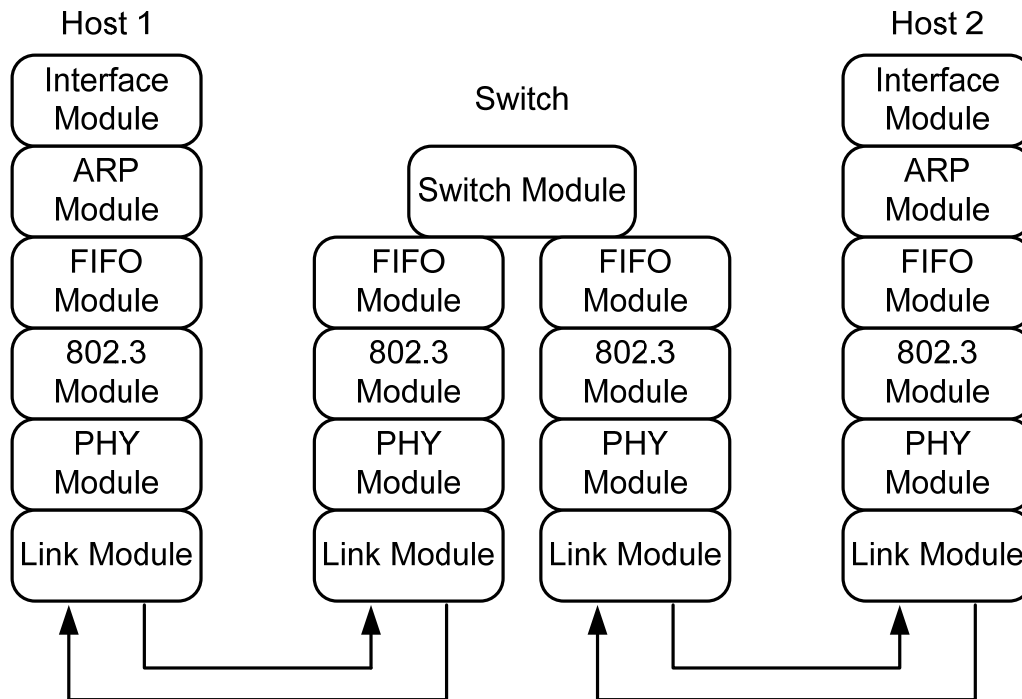 Host 1
Interface
Module
ARP
Module
FIFO
Module
802.3
Module
PHY
Module
Link Module
Switch
Switch Module
FIFO
Module
802.3
Module
PHY
Module
Link Module
FIFO
Module
802.3
Module
PHY
Module
Link Module
Host 2
Interface
Module
ARP
Module
FIFO
Module
802.3
Module
PHY
Module
Link Module